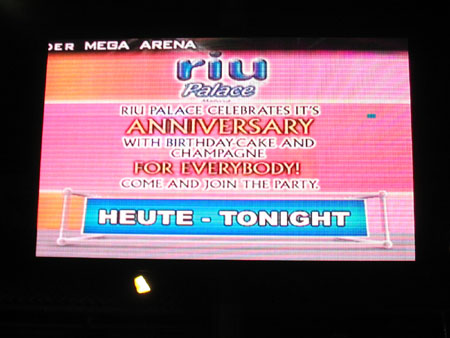 DER MEGA ARENA
riu
Palace
RIU PALACE CELEBRATES IT'S
ANNIVERSARY
WITH BIRTHDAY-CAKE AND
CHAMPAGNE
FOR EVERYBODY!
COME AND JOIN THE PARTY.
HEUTE - TONIGHT